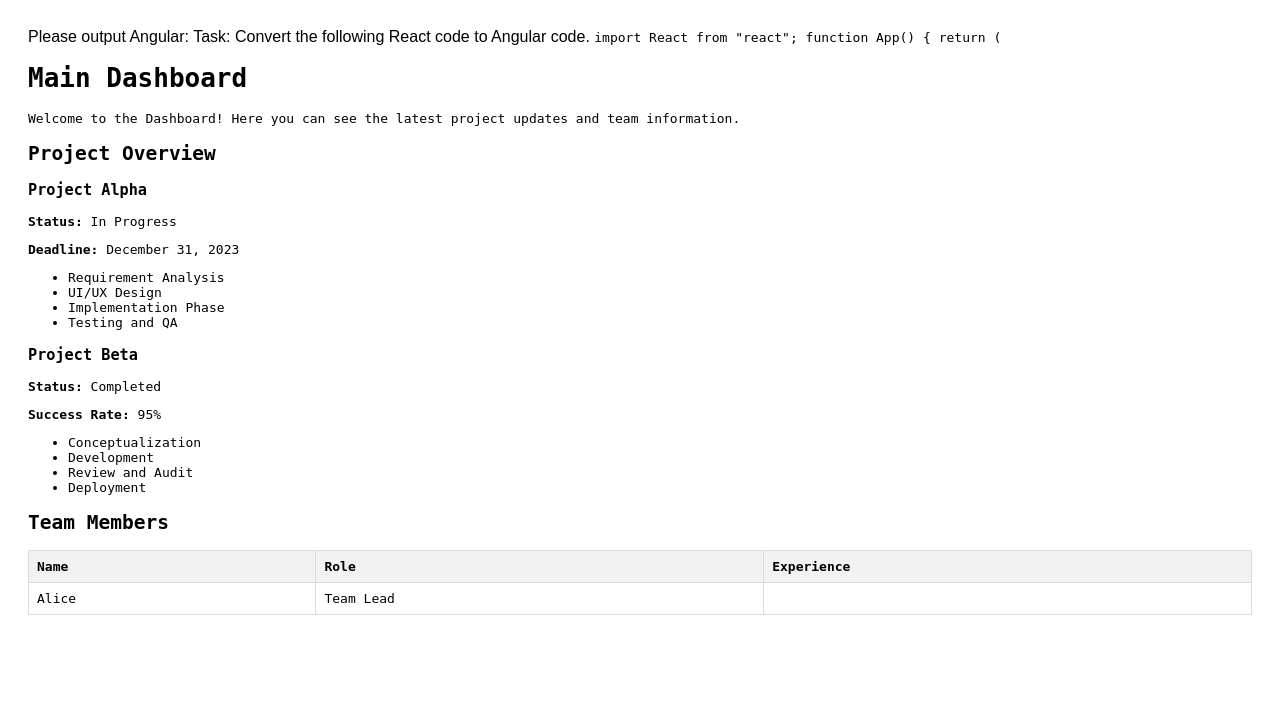 Please output Angular: Task: Convert the following React code to Angular code. import React from "react"; function App() { return (
Main Dashboard
Welcome to the Dashboard! Here you can see the latest project updates and team information.
Project Overview
Project Alpha
Status: In Progress
Deadline: December 31, 2023
• Requirement Analysis
• UI/UX Design
• Implementation Phase
• Testing and QA
Project Beta
Status: Completed
Success Rate: 95%
• Conceptualization
• Development
• Review and Audit
• Deployment
Team Members
Name Role Experience
Alice Team Lead